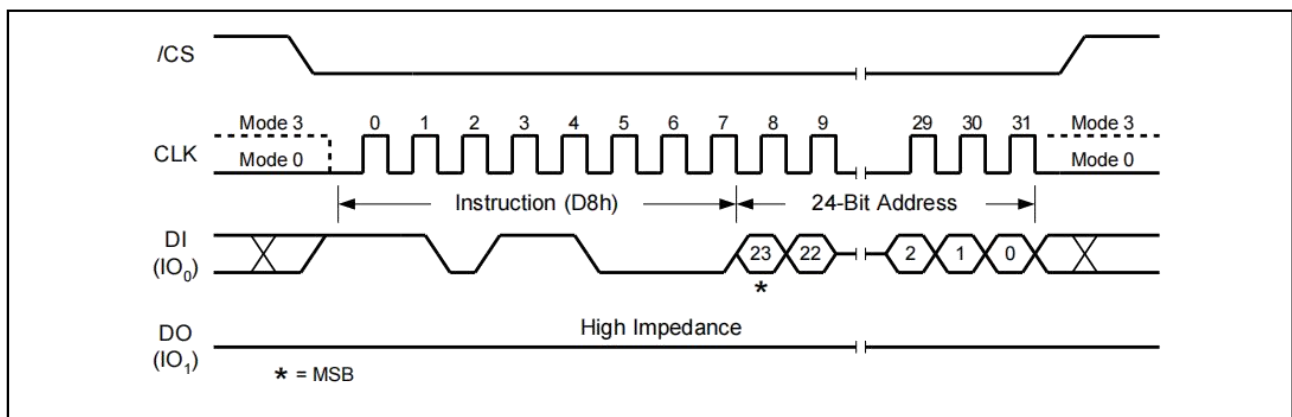 /CS
Mode 3 0 1 2 3 4 5 6 7 8 9 29 30 31 Mode 3
CLK
Mode 0 Mode 0
Instruction (D8h) 24-Bit Address
DI
(IO0)
23 22 2 1 0
*
High Impedance
DO
(IO1)
* = MSB